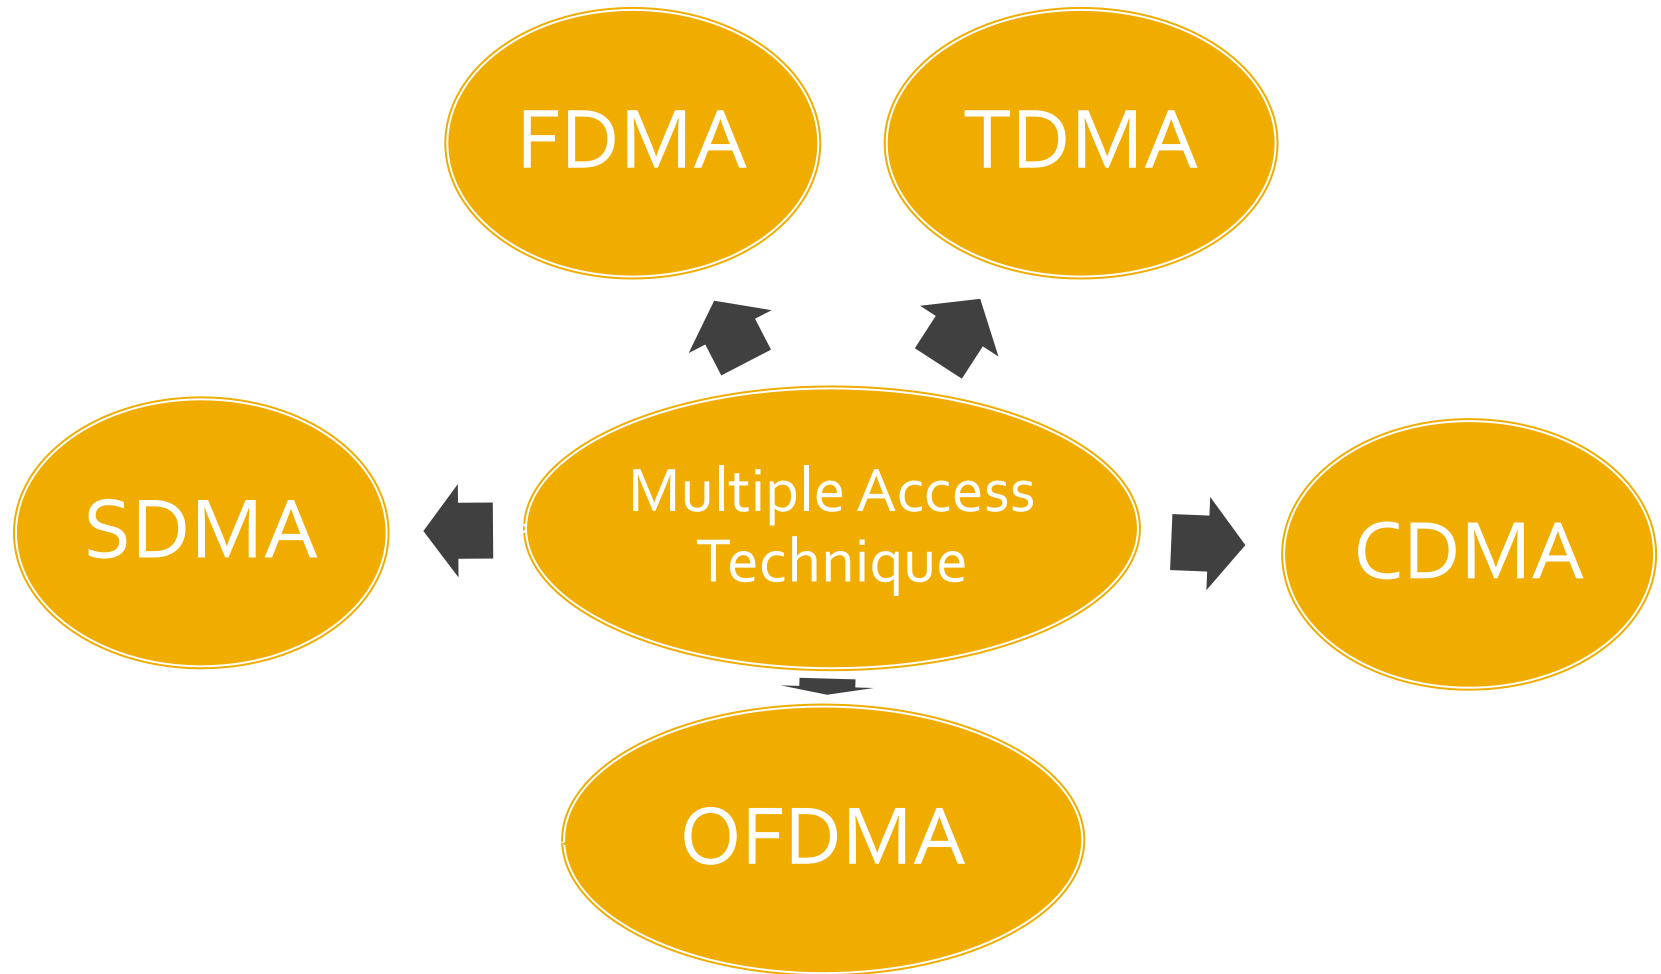 FDMA
TDMA
SDMA
Multiple Access
Technique
CDMA
OFDMA